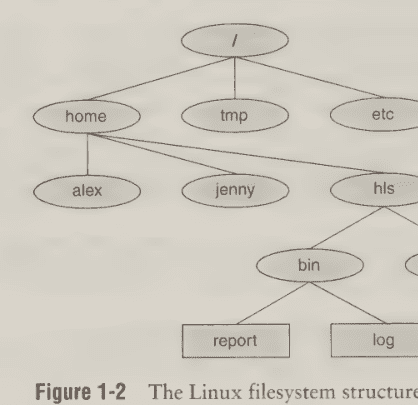 /
home tmp etc
alex jenny hls
bin
report log
Figure 1-2 The Linux filesystem structure